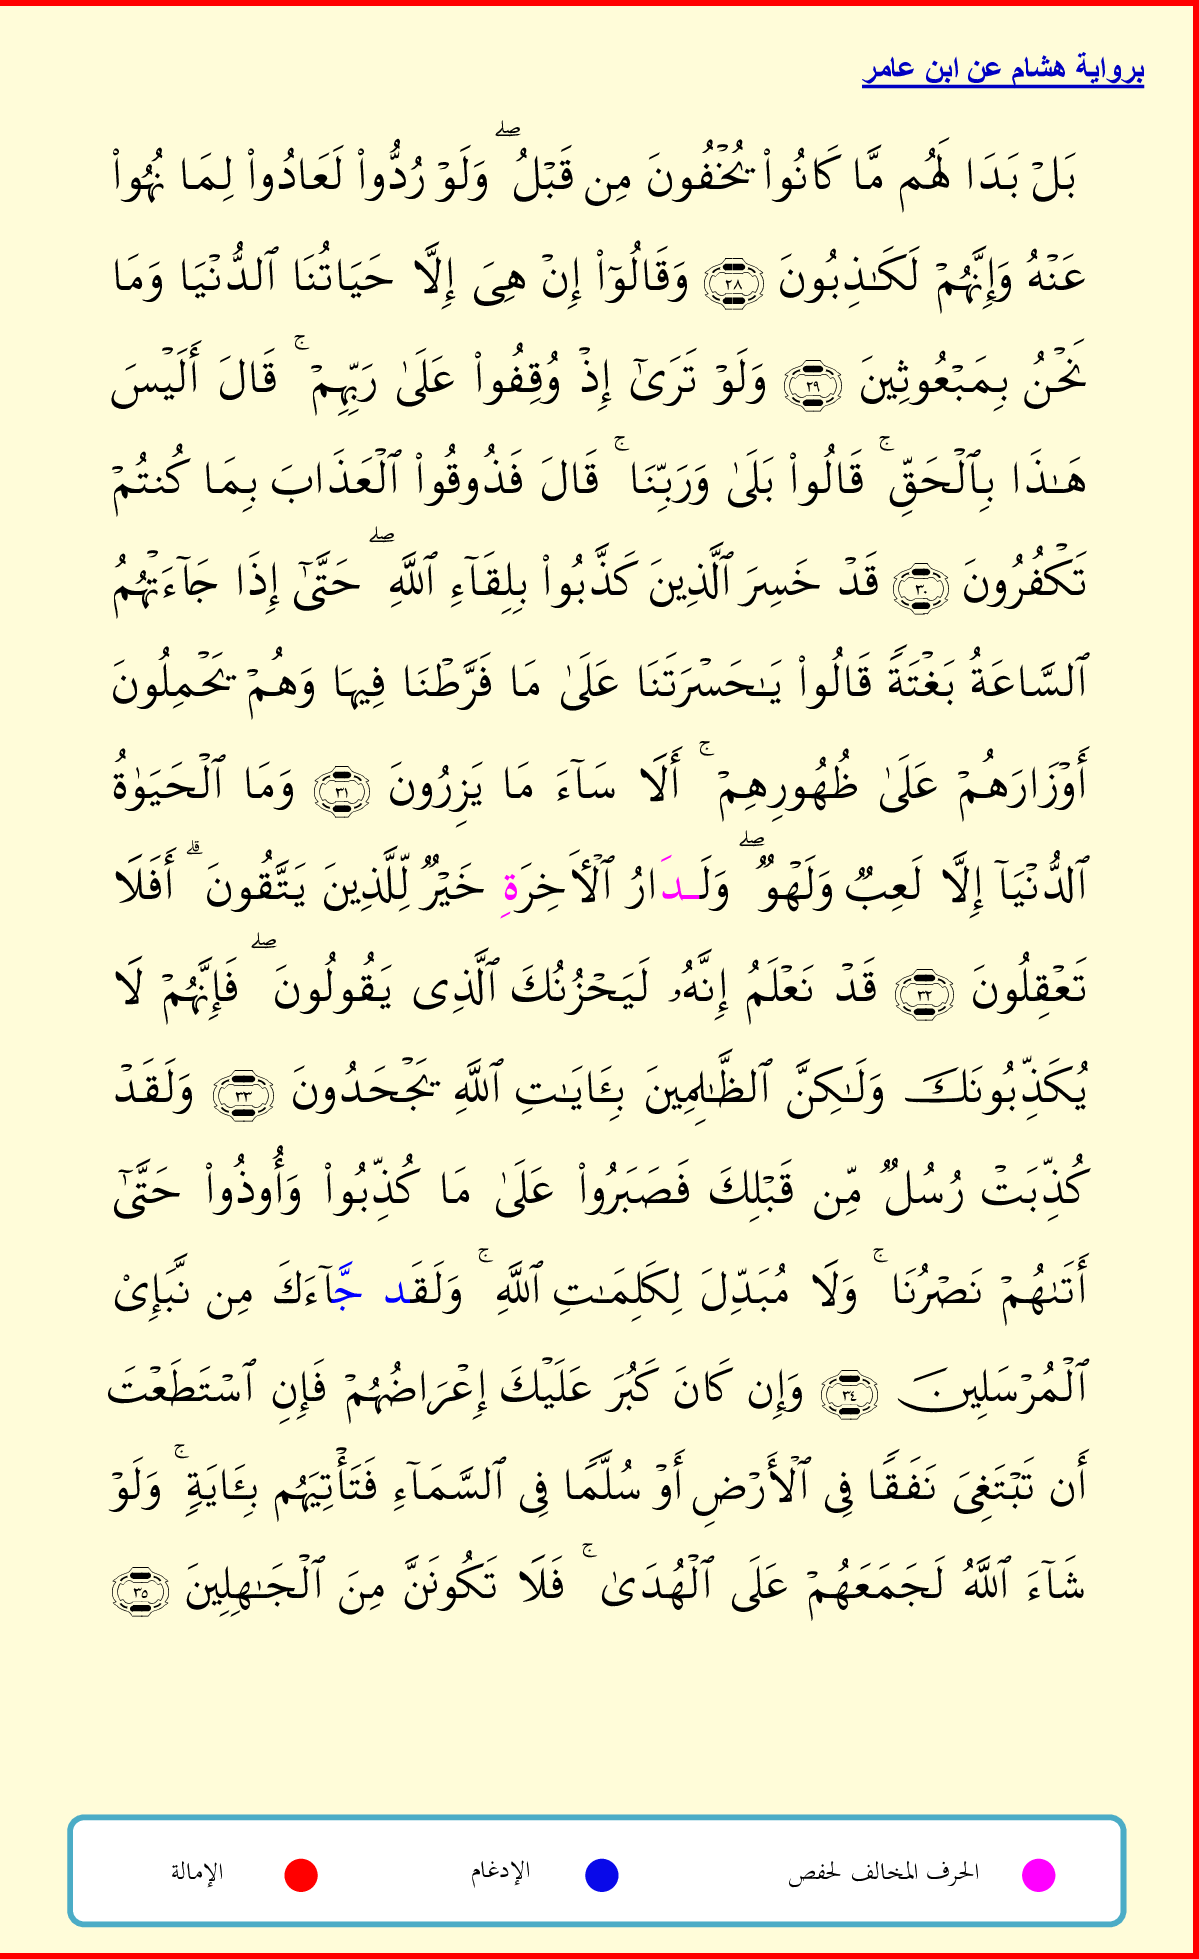 برواية هشام عن ابن عامر
بَلْ بَدَا لَهُم مَّا كَانُوا۟ يُخْفُونَ مِن قَبْلُ ۖ وَلَوْ رُدُّوا۟ لَعَادُوا۟ لِمَا نُهُوا۟
عَنْهُ وَإِنَّهُمْ لَكَـٰذِبُونَ ٢٨ وَقَالُوٓا۟ إِنْ هِىَ إِلَّا حَيَاتُنَا ٱلدُّنْيَا وَمَا
نَحْنُ بِمَبْعُوثِينَ ٢٩ وَلَوْ تَرَىٰٓ إِذْ وُقِفُوا۟ عَلَىٰ رَبِّهِمْ ۚ قَالَ أَلَيْسَ
هَـٰذَا بِٱلْحَقِّ ۚ قَالُوا۟ بَلَىٰ وَرَبِّنَا ۚ قَالَ فَذُوقُوا۟ ٱلْعَذَابَ بِمَا كُنتُمْ
تَكْفُرُونَ ٣٠ قَدْ خَسِرَ ٱلَّذِينَ كَذَّبُوا۟ بِلِقَآءِ ٱللَّهِ ۖ حَتَّىٰٓ إِذَا جَآءَتْهُمُ
ٱلسَّاعَةُ بَغْتَةً قَالُوا۟ يَـٰحَسْرَتَنَا عَلَىٰ مَا فَرَّطْنَا فِيهَا وَهُمْ يَحْمِلُونَ
أَوْزَارَهُمْ عَلَىٰ ظُهُورِهِمْ ۚ أَلَا سَآءَ مَا يَزِرُونَ ٣١ وَمَا ٱلْحَيَوٰةُ
ٱلدُّنْيَآ إِلَّا لَعِبٌ وَلَهْوٌ ۖ وَلَـدَارُ ٱلْأَخِرَةِ خَيْرٌ لِّلَّذِينَ يَتَّقُونَ ۗ أَفَلَا
تَعْقِلُونَ ٣٢ قَدْ نَعْلَمُ إِنَّهُۥ لَيَحْزُنُكَ ٱلَّذِى يَقُولُونَ ۖ فَإِنَّهُمْ لَا
يُكَذِّبُونَكَ وَلَـٰكِنَّ ٱلظَّـٰلِمِينَ بِـَٔايَـٰتِ ٱللَّهِ يَجْحَدُونَ ٣٣ وَلَقَدْ
كُذِّبَتْ رُسُلٌ مِّن قَبْلِكَ فَصَبَرُوا۟ عَلَىٰ مَا كُذِّبُوا۟ وَأُوذُوا۟ حَتَّىٰٓ
أَتَىٰهُمْ نَصْرُنَا ۚ وَلَا مُبَدِّلَ لِكَلِمَـٰتِ ٱللَّهِ ۚ وَلَقَد جَّآءَكَ مِن نَّبَإِى۟
ٱلْمُرْسَلِينَ ٣٤ وَإِن كَانَ كَبُرَ عَلَيْكَ إِعْرَاضُهُمْ فَإِنِ ٱسْتَطَعْتَ
أَن تَبْتَغِىَ نَفَقًا فِى ٱلْأَرْضِ أَوْ سُلَّمًا فِى ٱلسَّمَآءِ فَتَأْتِيَهُم بِـَٔايَةٍ ۚ وَلَوْ
شَآءَ ٱللَّهُ لَجَمَعَهُمْ عَلَى ٱلْهُدَىٰ ۚ فَلَا تَكُونَنَّ مِنَ ٱلْجَـٰهِلِينَ ٣٥
الحرف المخالف لحفص الإدغام الإمالة